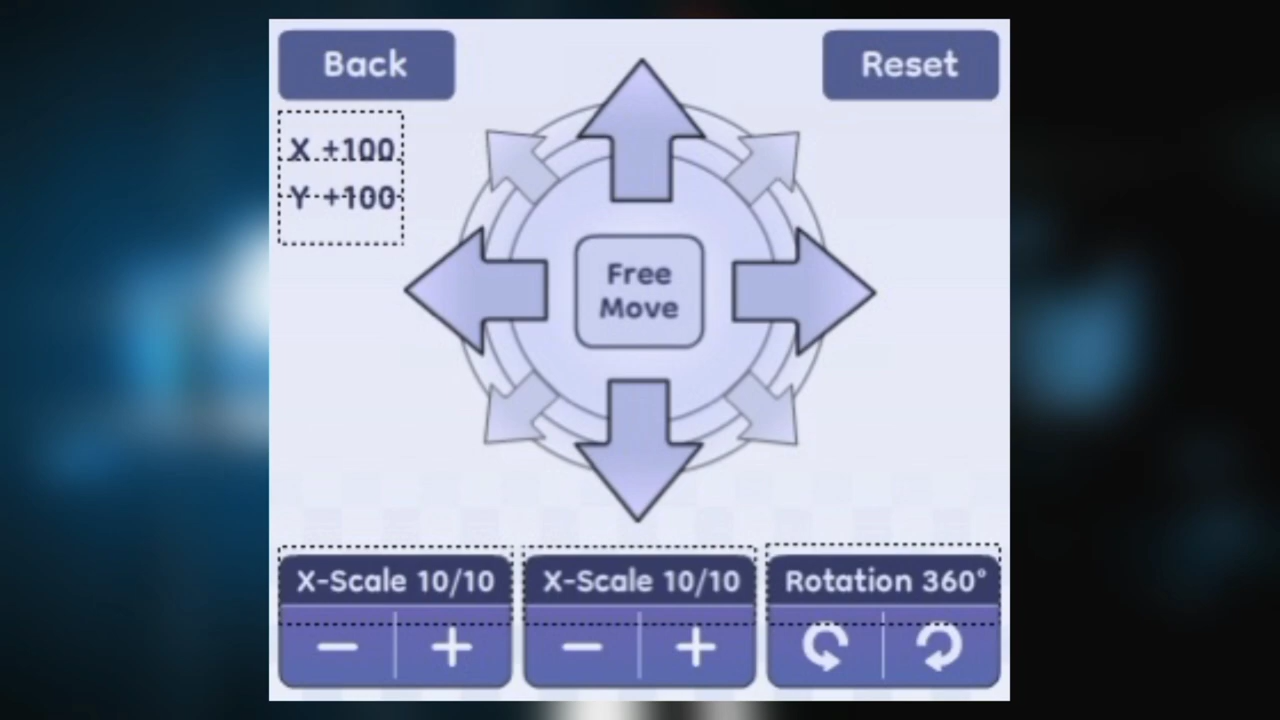 Back
Reset
X +100
Y +100
Free
Move
X-Scale 10/10
X-Scale 10/10
Rotation 360°